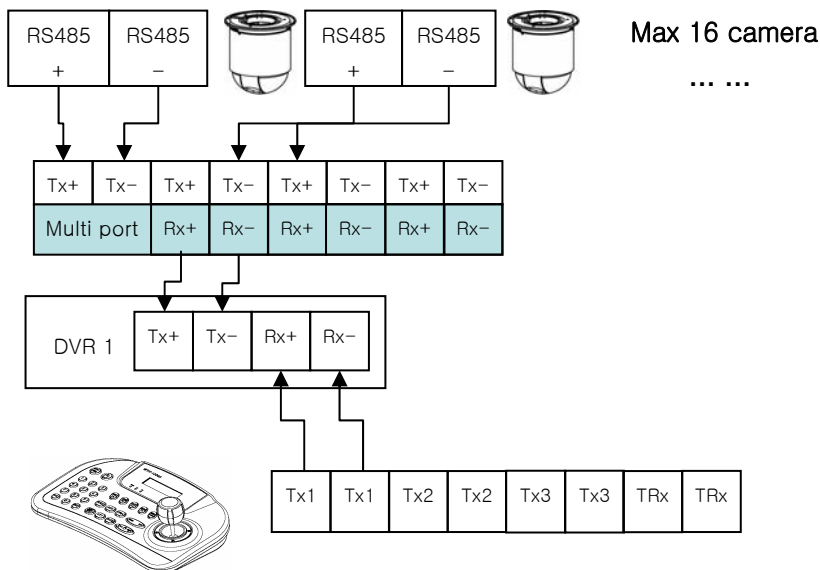 RS485 RS485 RS485 RS485 Max 16 camera
+ − + − ... ...
Tx+ Tx− Tx+ Tx− Tx+ Tx− Tx+ Tx−
Multi port Rx+ Rx− Rx+ Rx− Rx+ Rx−
DVR 1 Tx+ Tx− Rx+ Rx−
Tx1 Tx1 Tx2 Tx2 Tx3 Tx3 TRx TRx